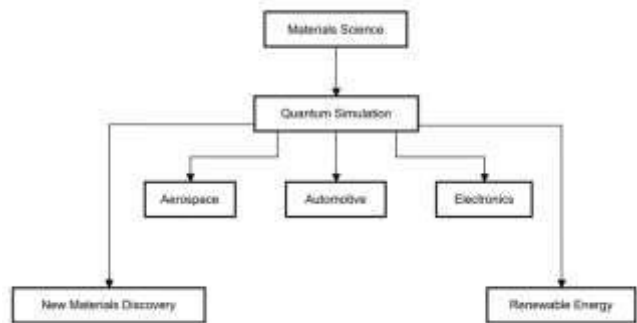 Materials Science
Quantum Simulation
Aerospace
Automotive
Electronics
New Materials Discovery
Renewable Energy